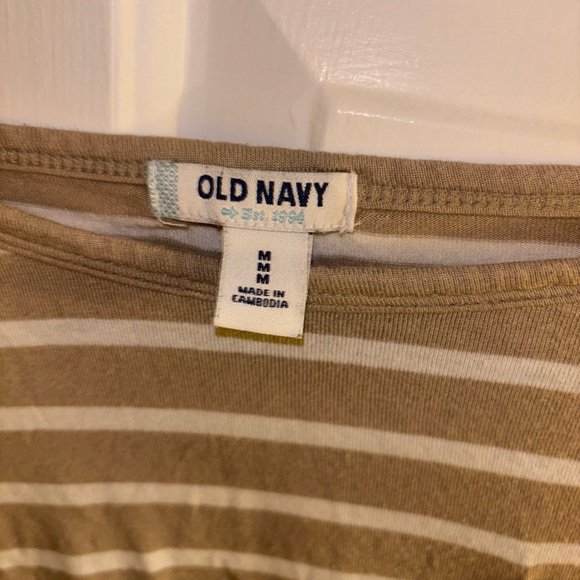 OLD NAVY
Est. 1994
M
M
M
MADE IN
CAMBODIA